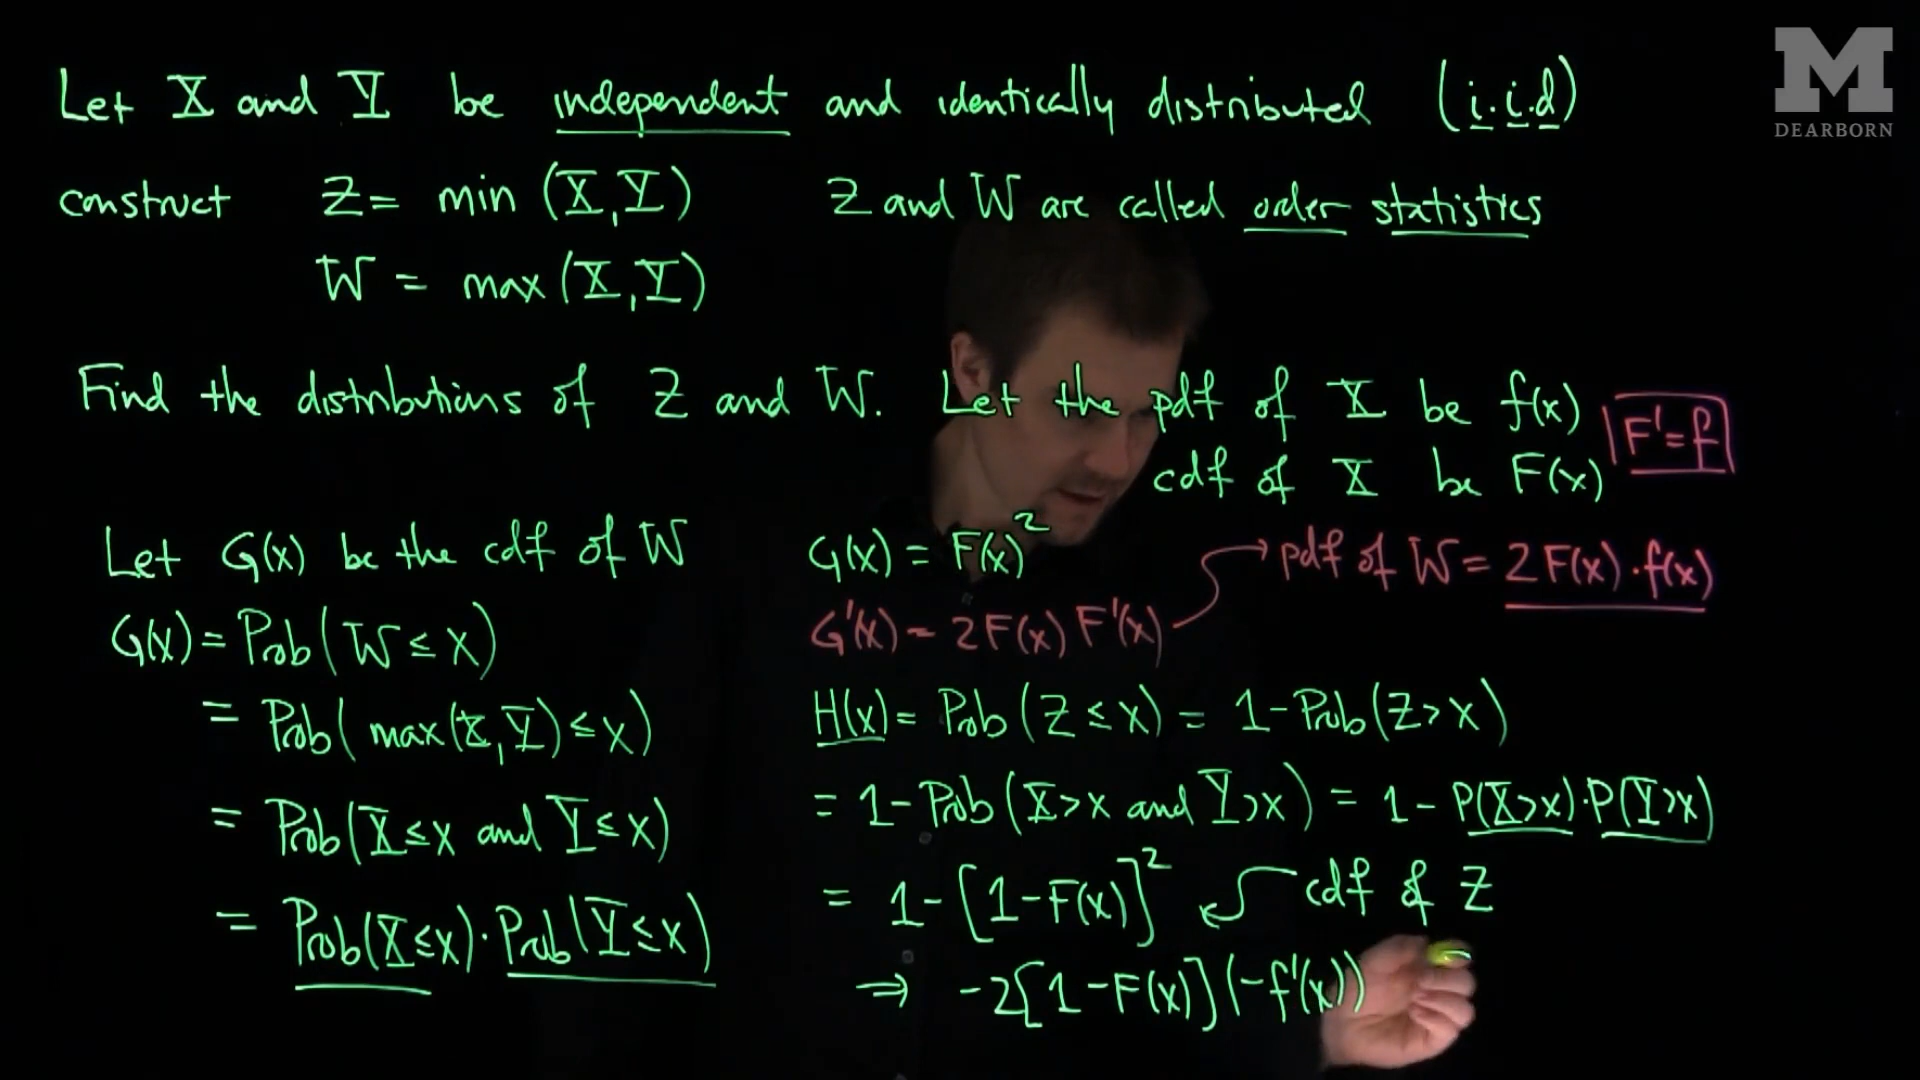 M
DEARBORN
Let X and Y be independent and identically distributed (i.i.d)
construct Z = min (X,Y) Z and W are called order statistics
W = max (X,Y)
Find the distributions of Z and W. Let the pdf of X be f(x)
cdf of X be F(x)
F' = f
Let G(x) be the cdf of W
G(x) = Prob(W ≤ x)
= Prob(max(X,Y) ≤ x)
= Prob(X ≤ x and Y ≤ x)
= Prob(X ≤ x) · Prob(Y ≤ x)
G(x) = F(x)²
G'(x) = 2F(x) F'(x)
→ pdf of W = 2F(x)·f(x)
H(x) = Prob(Z ≤ x) = 1 - Prob(Z > x)
= 1 - Prob(X > x and Y > x) = 1 - P(X > x)·P(Y > x)
= 1 - [1 - F(x)]² cdf of Z
⇒ -2[1 - F(x)](-f'(x))